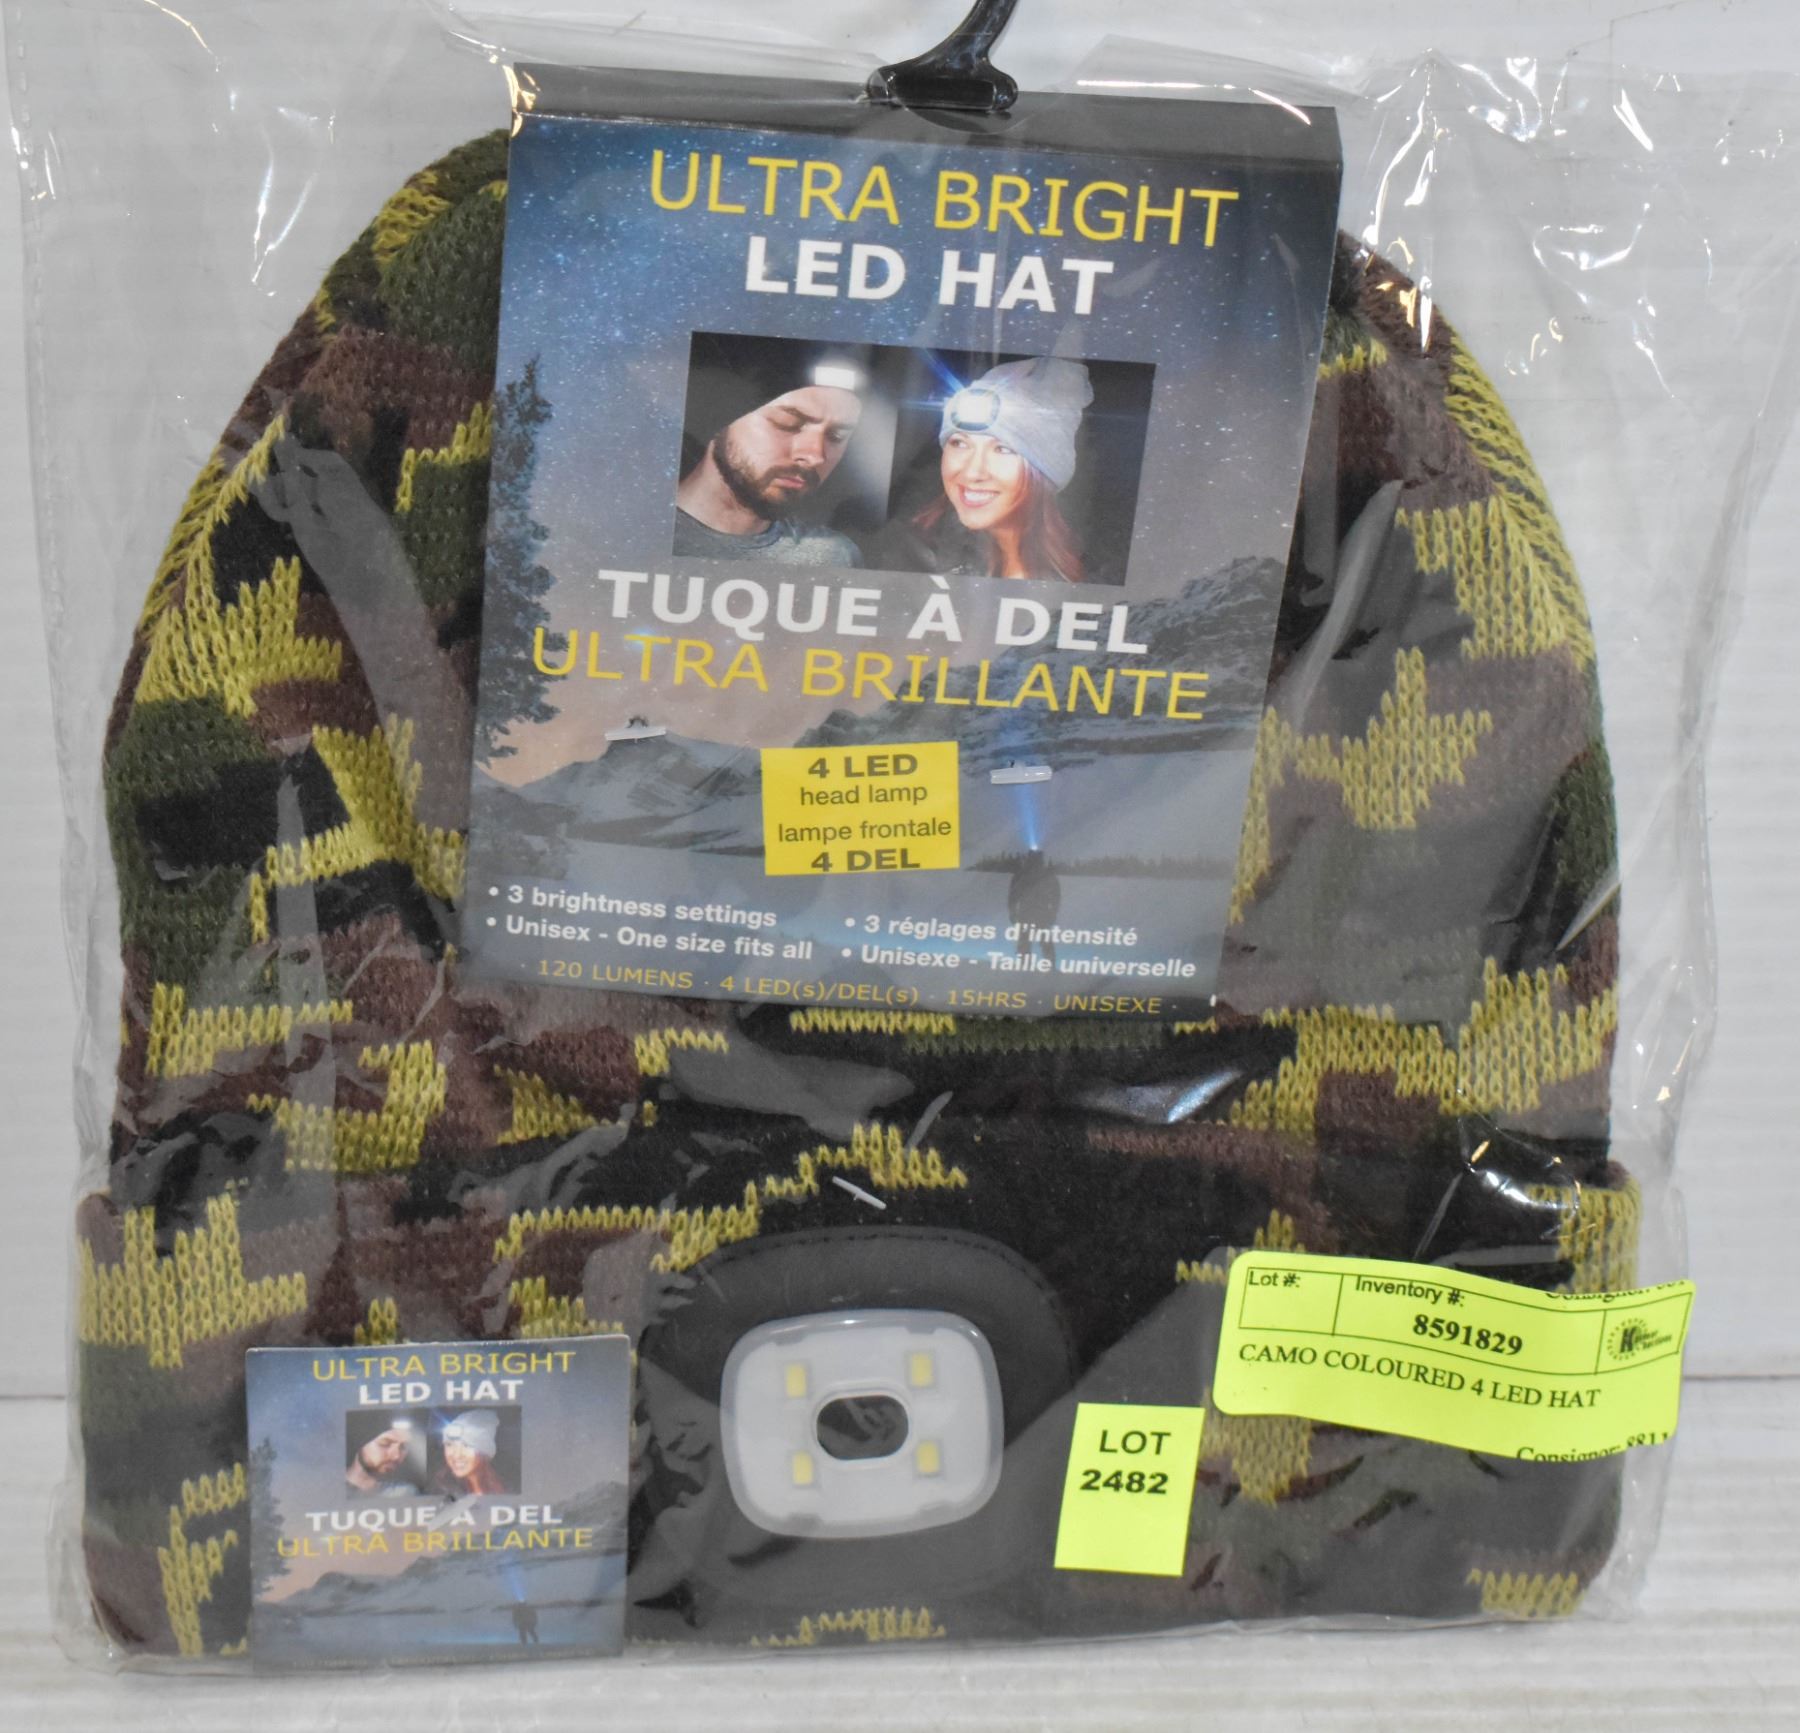 ULTRA BRIGHT
LED HAT
TUQUE À DEL
ULTRA BRILLANTE
4 LED
head lamp
lampe frontale
4 DEL
• 3 brightness settings
• Unisex - One size fits all
• 3 réglages d'intensité
• Unisexe - Taille universelle
· 120 LUMENS · 4 LED(s)/DEL(s) · 15HRS · UNISEXE ·
Lot #:
Inventory #:
8591829
CAMO COLOURED 4 LED HAT
Consignor:
LOT
2482
ULTRA BRIGHT
LED HAT
TUQUE À DEL
ULTRA BRILLANTE